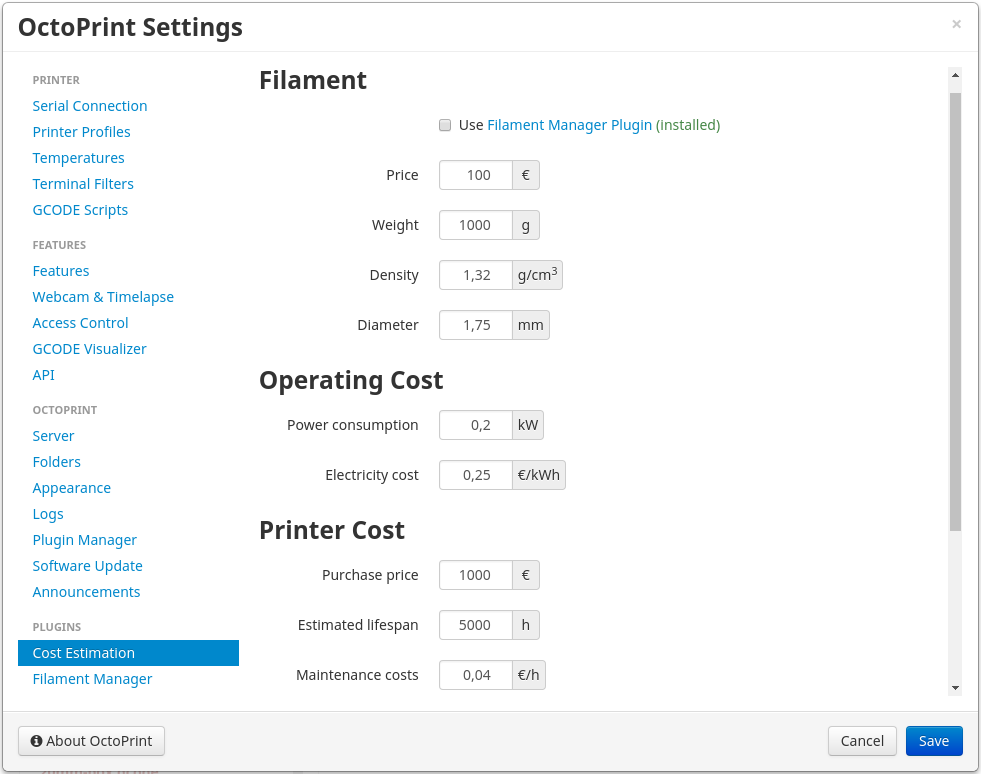 OctoPrint Settings
×
PRINTER
Serial Connection
Printer Profiles
Temperatures
Terminal Filters
GCODE Scripts
FEATURES
Features
Webcam & Timelapse
Access Control
GCODE Visualizer
API
OCTOPRINT
Server
Folders
Appearance
Logs
Plugin Manager
Software Update
Announcements
PLUGINS
Cost Estimation
Filament Manager
Filament
Use Filament Manager Plugin (installed)
Price 100 €
Weight 1000 g
Density 1,32 g/cm³
Diameter 1,75 mm
Operating Cost
Power consumption 0,2 kW
Electricity cost 0,25 €/kWh
Printer Cost
Purchase price 1000 €
Estimated lifespan 5000 h
Maintenance costs 0,04 €/h
About OctoPrint
Cancel
Save